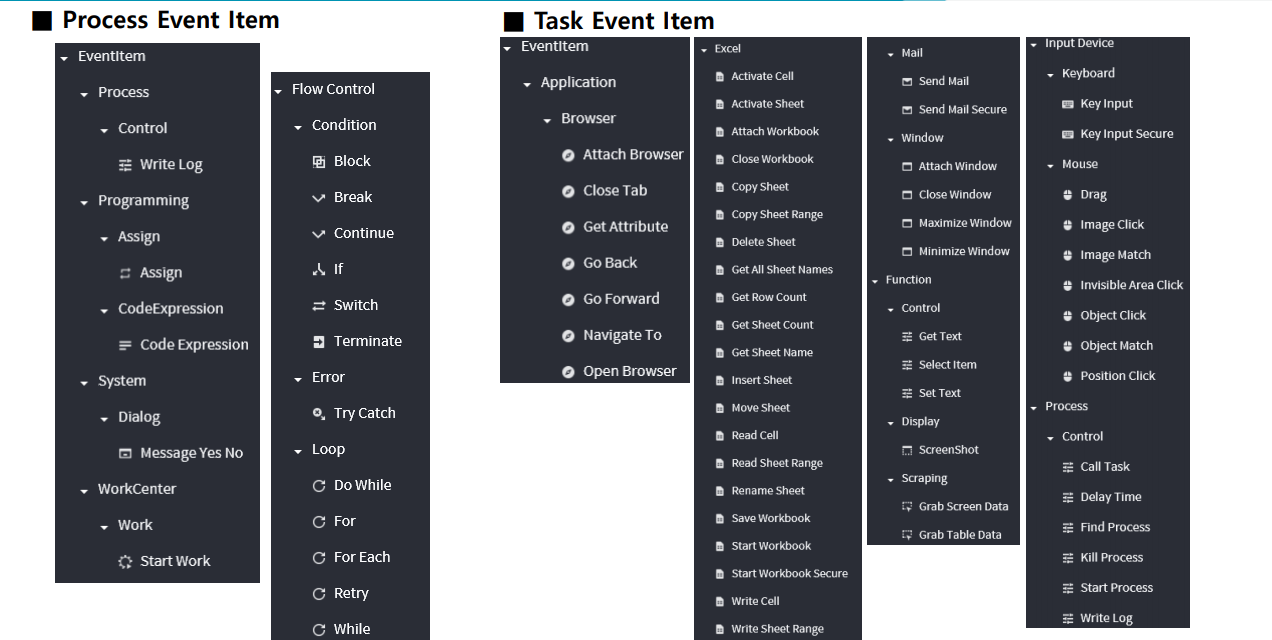 ■ Process Event Item
EventItem
Process
Control
Write Log
Programming
Assign
Assign
CodeExpression
Code Expression
System
Dialog
Message Yes No
WorkCenter
Work
Start Work
Flow Control
Condition
Block
Break
Continue
If
Switch
Terminate
Error
Try Catch
Loop
Do While
For
For Each
Retry
While
■ Task Event Item
EventItem
Application
Browser
Attach Browser
Close Tab
Get Attribute
Go Back
Go Forward
Navigate To
Open Browser
Excel
Activate Cell
Activate Sheet
Attach Workbook
Close Workbook
Copy Sheet
Copy Sheet Range
Delete Sheet
Get All Sheet Names
Get Row Count
Get Sheet Count
Get Sheet Name
Insert Sheet
Move Sheet
Read Cell
Read Sheet Range
Rename Sheet
Save Workbook
Start Workbook
Start Workbook Secure
Write Cell
Write Sheet Range
Mail
Send Mail
Send Mail Secure
Window
Attach Window
Close Window
Maximize Window
Minimize Window
Function
Control
Get Text
Select Item
Set Text
Display
ScreenShot
Scraping
Grab Screen Data
Grab Table Data
Input Device
Keyboard
Key Input
Key Input Secure
Mouse
Drag
Image Click
Image Match
Invisible Area Click
Object Click
Object Match
Position Click
Process
Control
Call Task
Delay Time
Find Process
Kill Process
Start Process
Write Log